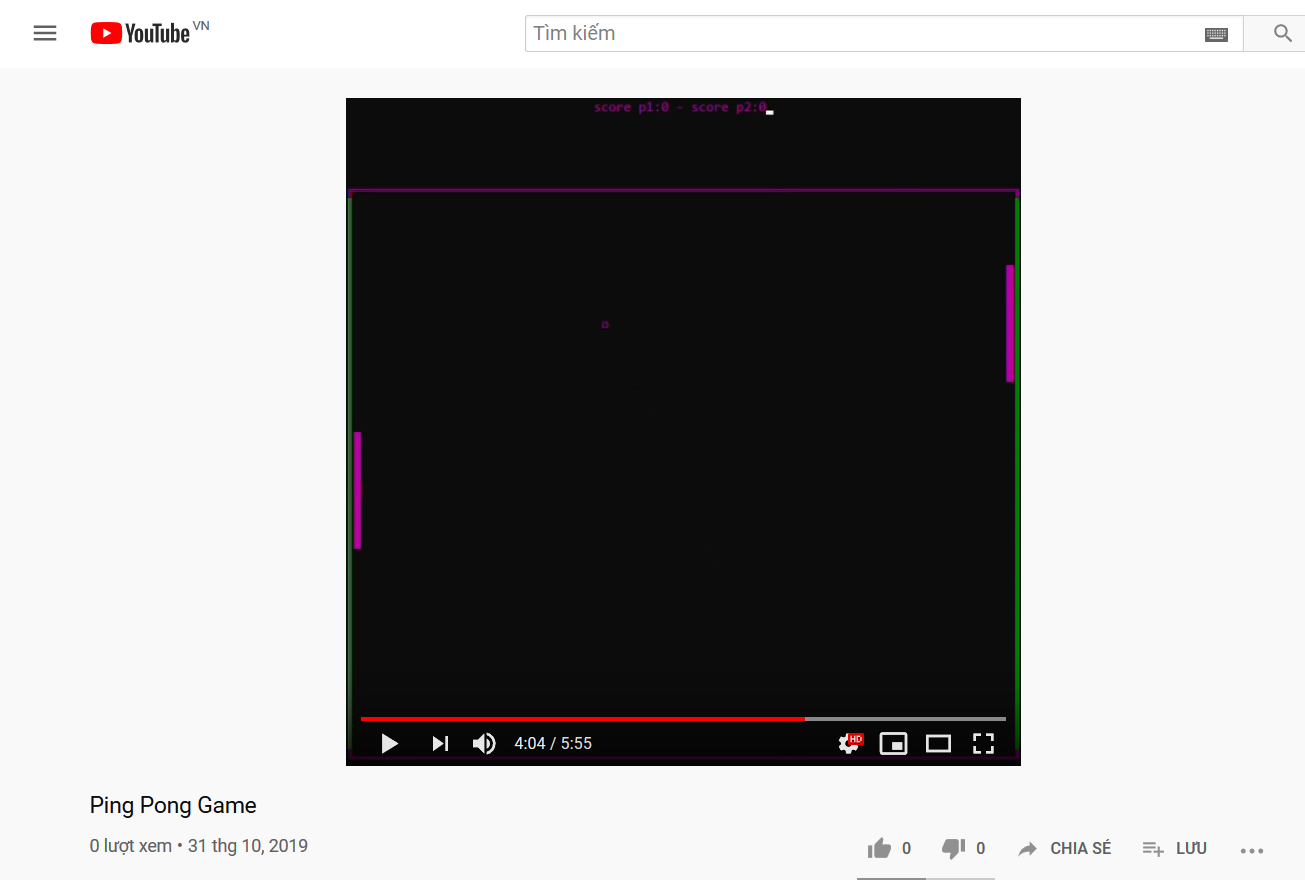 YouTube VN
Tìm kiếm
score p1:0 - score p2:0
4:04 / 5:55
HD
Ping Pong Game
0 lượt xem • 31 thg 10, 2019
0
0
CHIA SẺ
LƯU